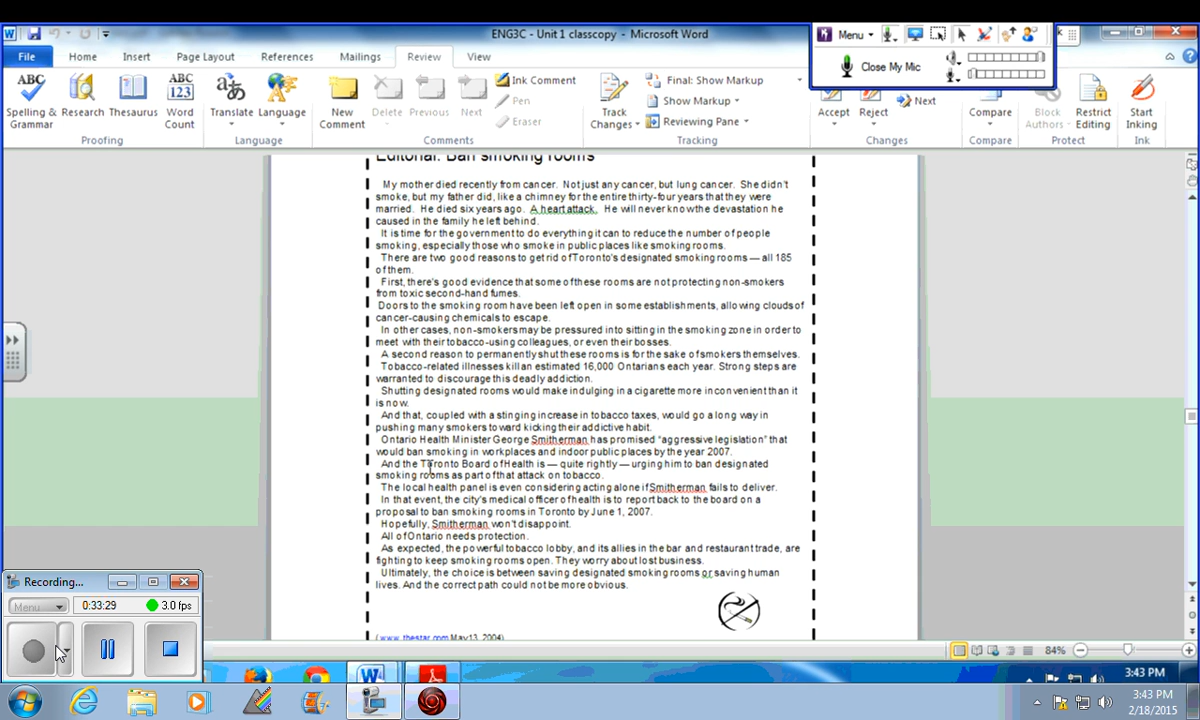 ENG3C - Unit 1 classcopy - Microsoft Word
Menu
Close My Mic
File Home Insert Page Layout References Mailings Review View
ABC
Spelling & Grammar
Research
Thesaurus
ABC 123
Word Count
Proofing
Translate
Language
Language
New Comment
Delete
Previous
Next
Ink Comment
Pen
Eraser
Comments
Track Changes
Final: Show Markup
Show Markup
Reviewing Pane
Tracking
Accept
Reject
Next
Changes
Compare
Compare
Block Authors
Restrict Editing
Protect
Start Inking
Ink
Editorial: Ban smoking rooms
My mother died recently from cancer. Not just any cancer, but lung cancer. She didn't
smoke, but my father did, like a chimney for the entire thirty-four years that they were
married. He died six years ago. A heart attack. He will never know the devastation he
caused in the family he left behind.
It is time for the government to do everything it can to reduce the number of people
smoking, especially those who smoke in public places like smoking rooms.
There are two good reasons to get rid of Toronto's designated smoking rooms — all 185
of them.
First, there's good evidence that some of these rooms are not protecting non-smokers
from toxic second-hand fumes.
Doors to the smoking room have been left open in some establishments, allowing clouds of
cancer-causing chemicals to escape.
In other cases, non-smokers may be pressured into sitting in the smoking zone in order to
meet with their tobacco-using colleagues, or even their bosses.
A second reason to permanently shut these rooms is for the sake of smokers themselves.
Tobacco-related illnesses kill an estimated 16,000 Ontarians each year. Strong steps are
warranted to discourage this deadly addiction.
Shutting designated rooms would make indulging in a cigarette more inconvenient than it
is now.
And that, coupled with a stinging increase in tobacco taxes, would go a long way in
pushing many smokers toward kicking their addictive habit.
Ontario Health Minister George Smitherman has promised "aggressive legislation" that
would ban smoking in workplaces and indoor public places by the year 2007.
And the Toronto Board of Health is — quite rightly — urging him to ban designated
smoking rooms as part of that attack on tobacco.
The local health panel is even considering acting alone if Smitherman fails to deliver.
In that event, the city's medical officer of health is to report back to the board on a
proposal to ban smoking rooms in Toronto by June 1, 2007.
Hopefully, Smitherman won't disappoint.
All of Ontario needs protection.
As expected, the powerful tobacco lobby, and its allies in the bar and restaurant trade, are
fighting to keep smoking rooms open. They worry about lost business.
Ultimately, the choice is between saving designated smoking rooms or saving human
lives. And the correct path could not be more obvious.
( www. thestar.com May 13, 2004)
Recording...
Menu
0:33:29
3.0 fps
84%
3:43 PM
3:43 PM
2/18/2015